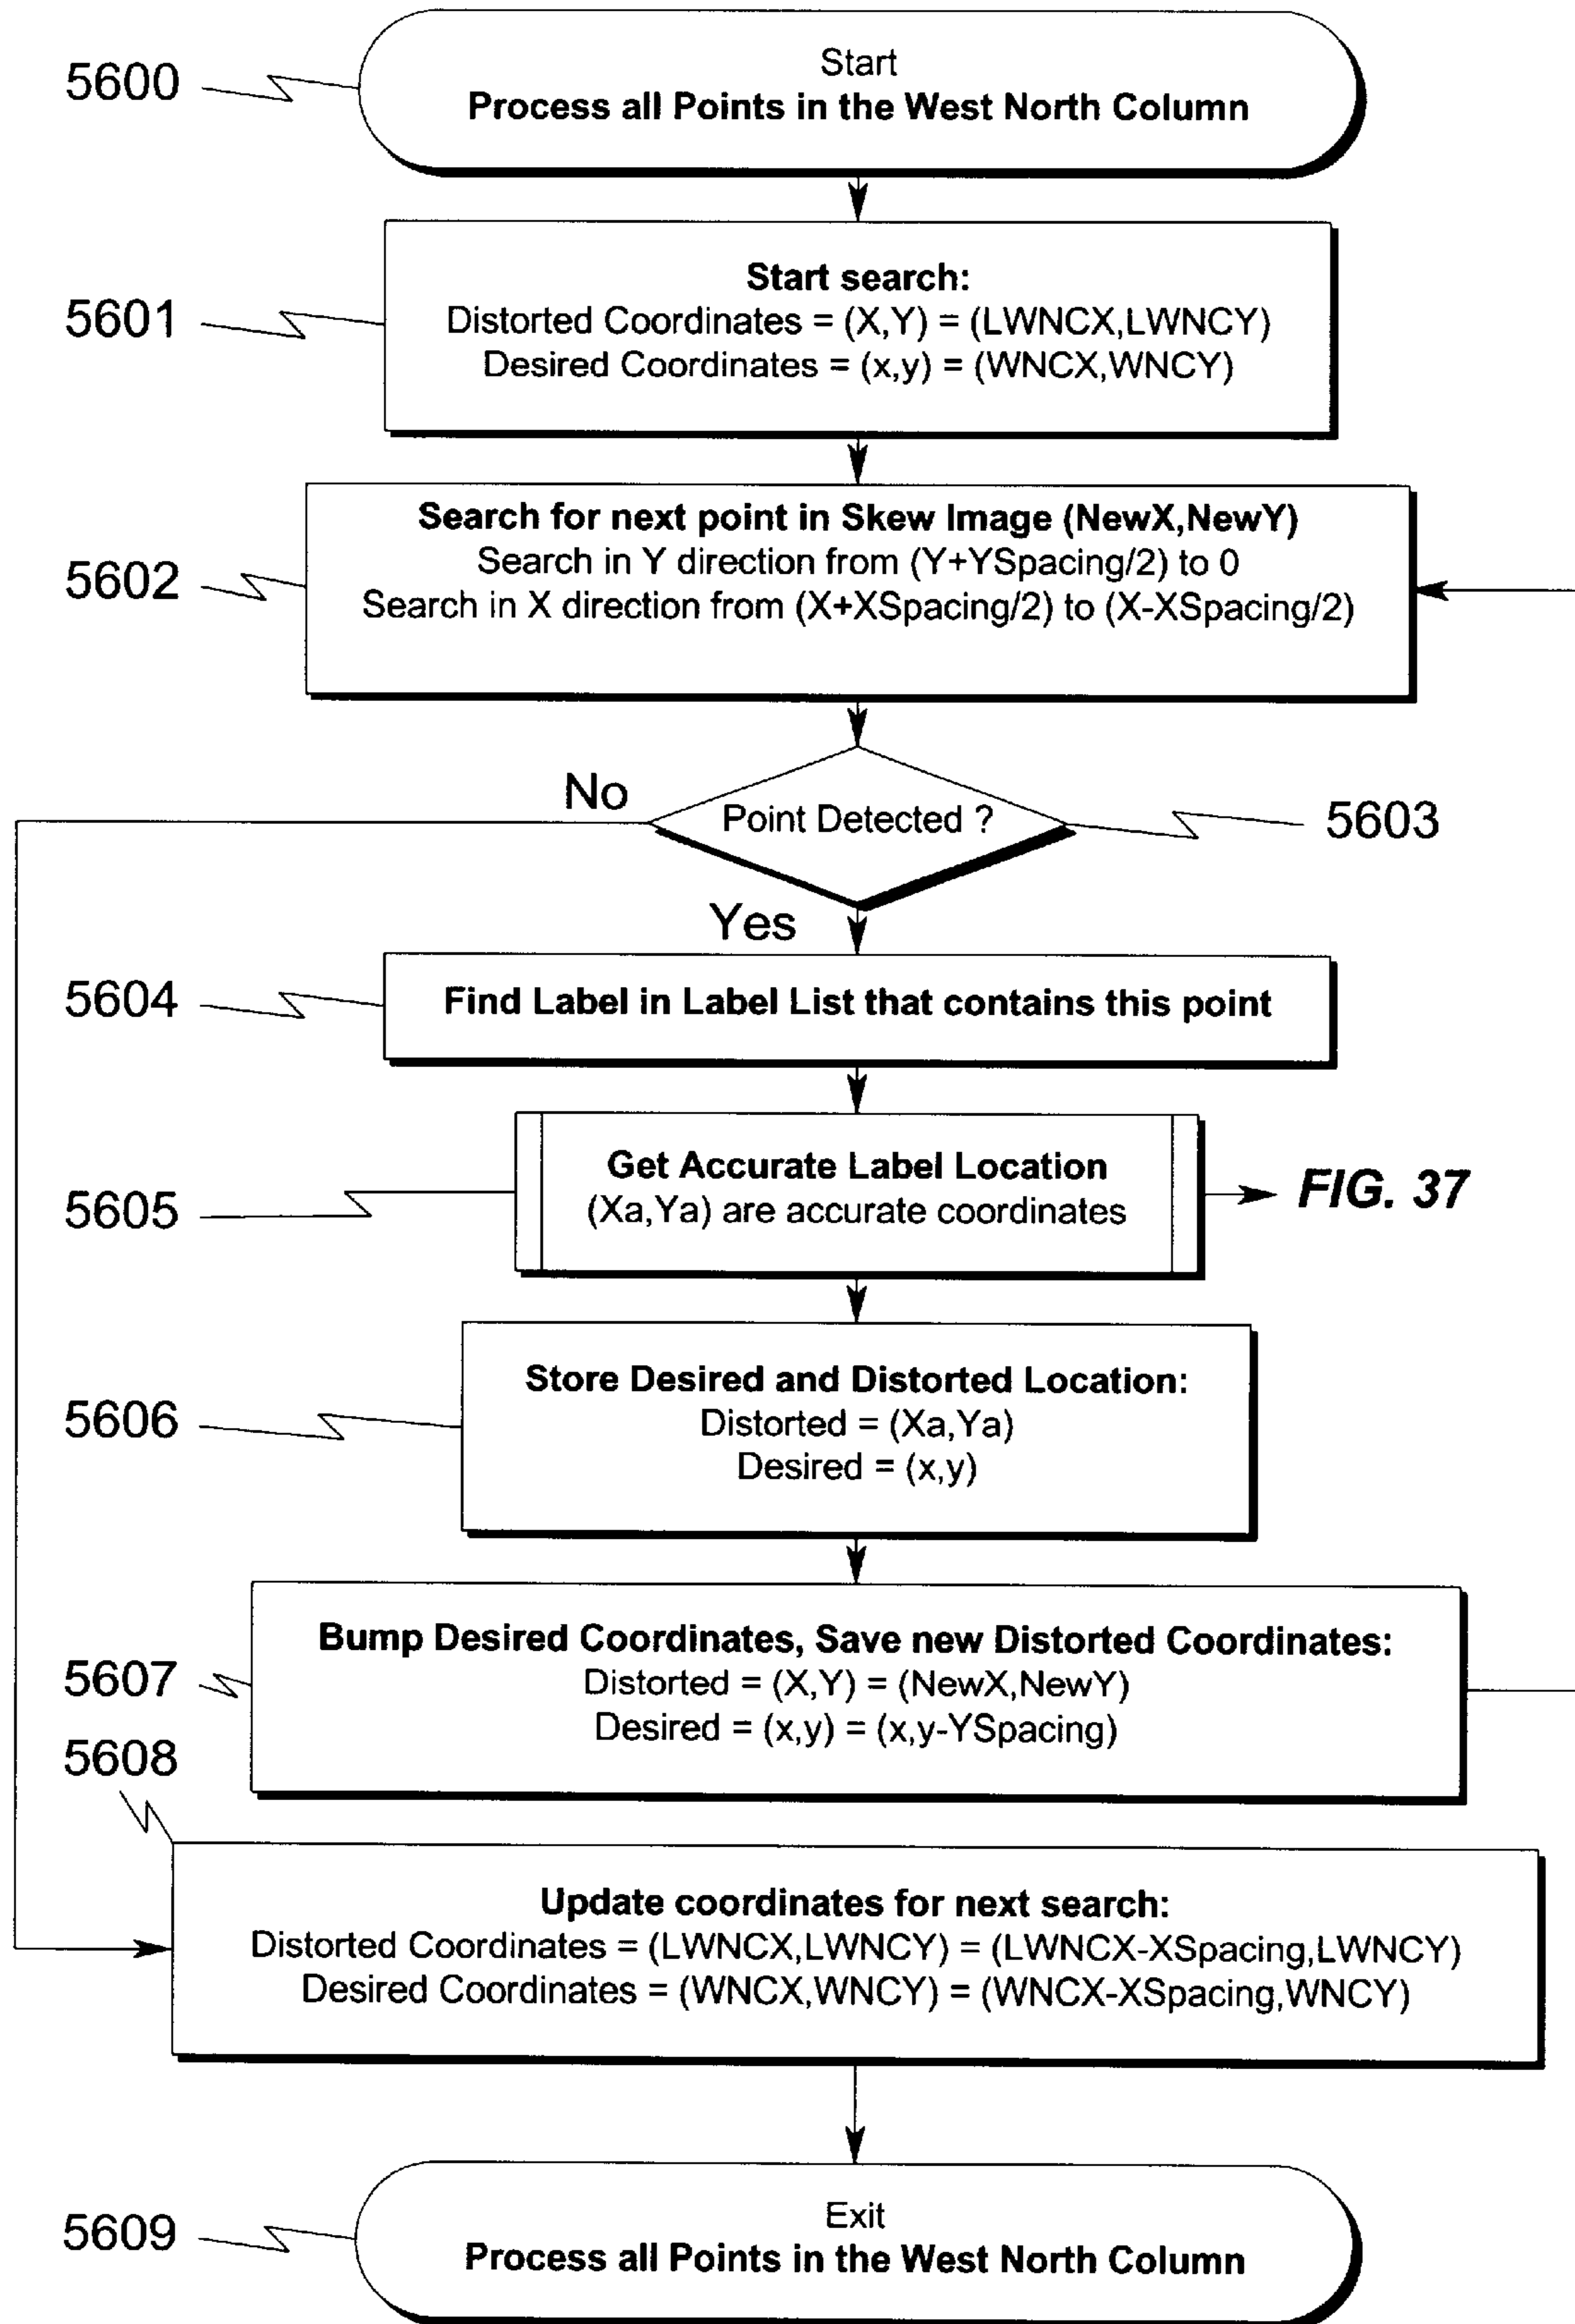 5600
Start
Process all Points in the West North Column
5601
Start search:
Distorted Coordinates = (X,Y) = (LWNCX,LWNCY)
Desired Coordinates = (x,y) = (WNCX,WNCY)
5602
Search for next point in Skew Image (NewX,NewY)
Search in Y direction from (Y+YSpacing/2) to 0
Search in X direction from (X+XSpacing/2) to (X-XSpacing/2)
No
Point Detected ?
5603
Yes
5604
Find Label in Label List that contains this point
5605
Get Accurate Label Location
(Xa,Ya) are accurate coordinates
FIG. 37
5606
Store Desired and Distorted Location:
Distorted = (Xa,Ya)
Desired = (x,y)
5607
Bump Desired Coordinates, Save new Distorted Coordinates:
Distorted = (X,Y) = (NewX,NewY)
Desired = (x,y) = (x,y-YSpacing)
5608
Update coordinates for next search:
Distorted Coordinates = (LWNCX,LWNCY) = (LWNCX-XSpacing,LWNCY)
Desired Coordinates = (WNCX,WNCY) = (WNCX-XSpacing,WNCY)
5609
Exit
Process all Points in the West North Column